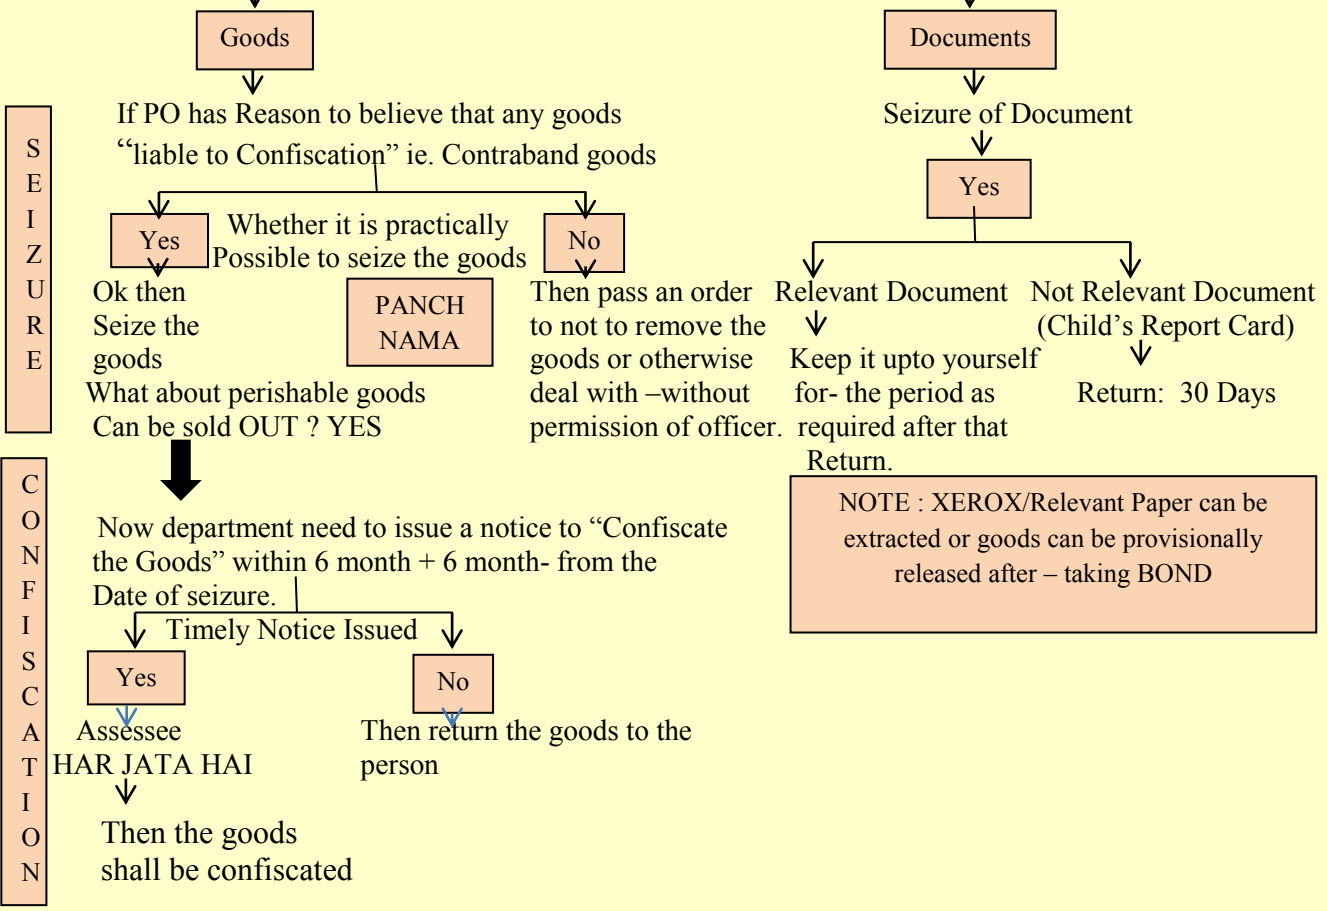 Goods
Documents
SEIZURE
If PO has Reason to believe that any goods
“liable to Confiscation” ie. Contraband goods
Yes
Whether it is practically
Possible to seize the goods
No
Ok then
Seize the
goods
What about perishable goods
Can be sold OUT ? YES
PANCH
NAMA
Then pass an order
to not to remove the
goods or otherwise
deal with –without
permission of officer.
Seizure of Document
Yes
Relevant Document
Keep it upto yourself
for- the period as
required after that
Return.
Not Relevant Document
(Child’s Report Card)
Return: 30 Days
NOTE : XEROX/Relevant Paper can be
extracted or goods can be provisionally
released after – taking BOND
CONFISCATION
Now department need to issue a notice to “Confiscate
the Goods” within 6 month + 6 month- from the
Date of seizure.
Timely Notice Issued
Yes
No
Assessee
HAR JATA HAI
Then the goods
shall be confiscated
Then return the goods to the
person